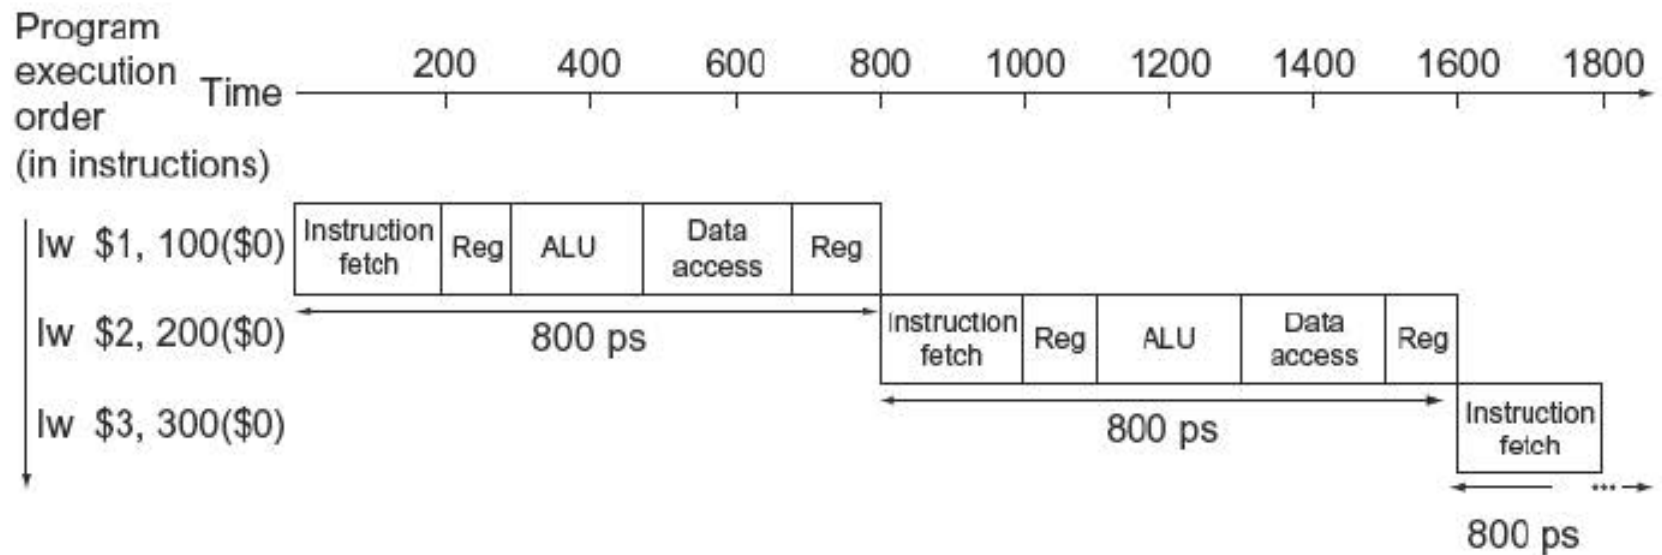 Program
execution
order
(in instructions)
Time
200 400 600 800 1000 1200 1400 1600 1800
lw $1, 100($0)
Instruction
fetch
Reg
ALU
Data
access
Reg
800 ps
lw $2, 200($0)
Instruction
fetch
Reg
ALU
Data
access
Reg
800 ps
lw $3, 300($0)
Instruction
fetch
...
800 ps